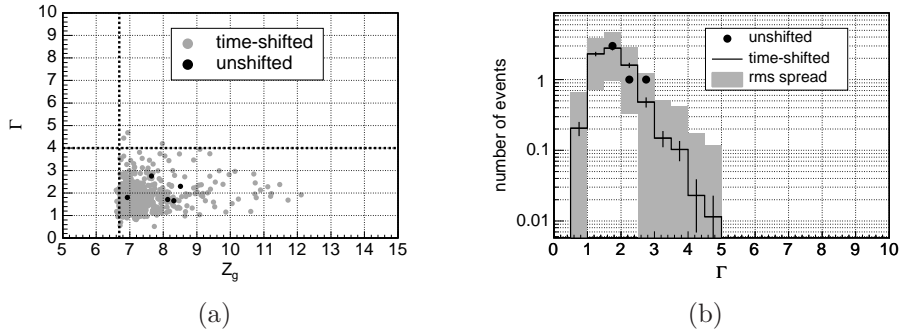 10
9
8
7
6
5
4
3
2
1
0
Γ
time-shifted
unshifted
5 6 7 8 9 10 11 12 13 14 15
Zg
(a)
number of events
1
0.1
0.01
unshifted
time-shifted
rms spread
0 1 2 3 4 5 6 7 8 9 10
Γ
(b)